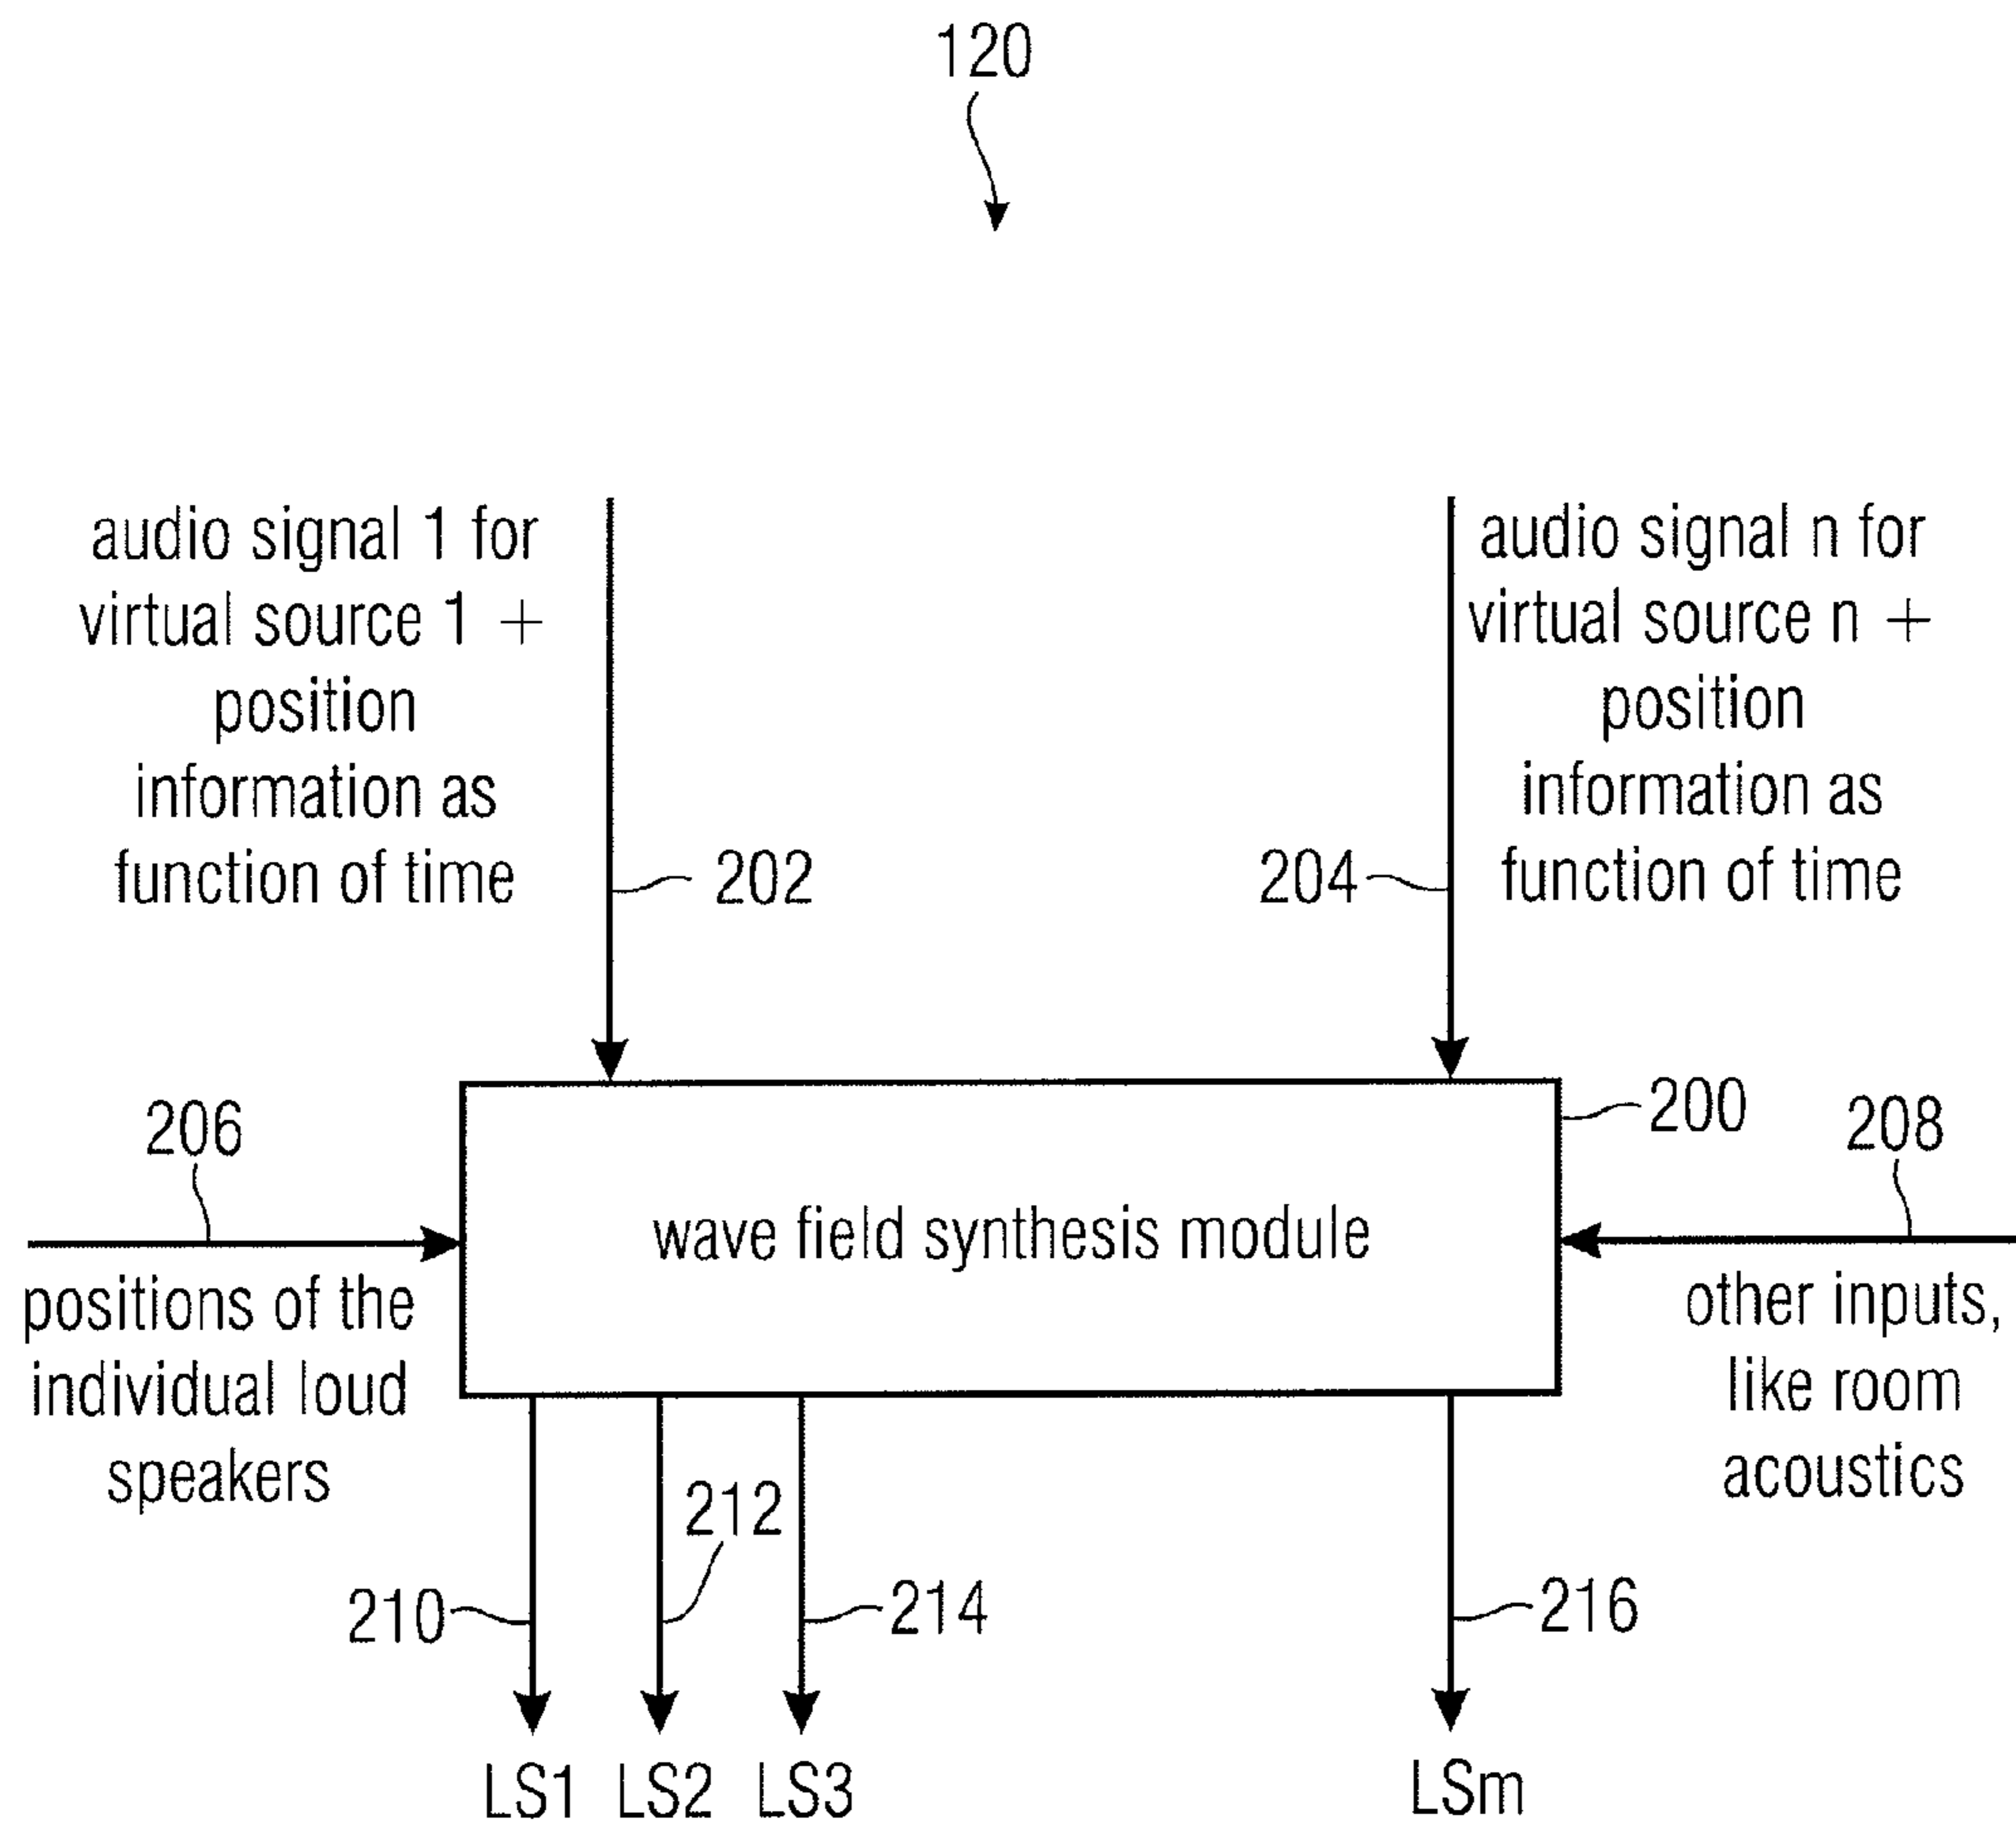 120
audio signal 1 for
virtual source 1 +
position
information as
function of time
202
204
audio signal n for
virtual source n +
position
information as
function of time
200
206
208
wave field synthesis module
positions of the
individual loud
speakers
other inputs,
like room
acoustics
210
212
214
216
LS1
LS2
LS3
LSm